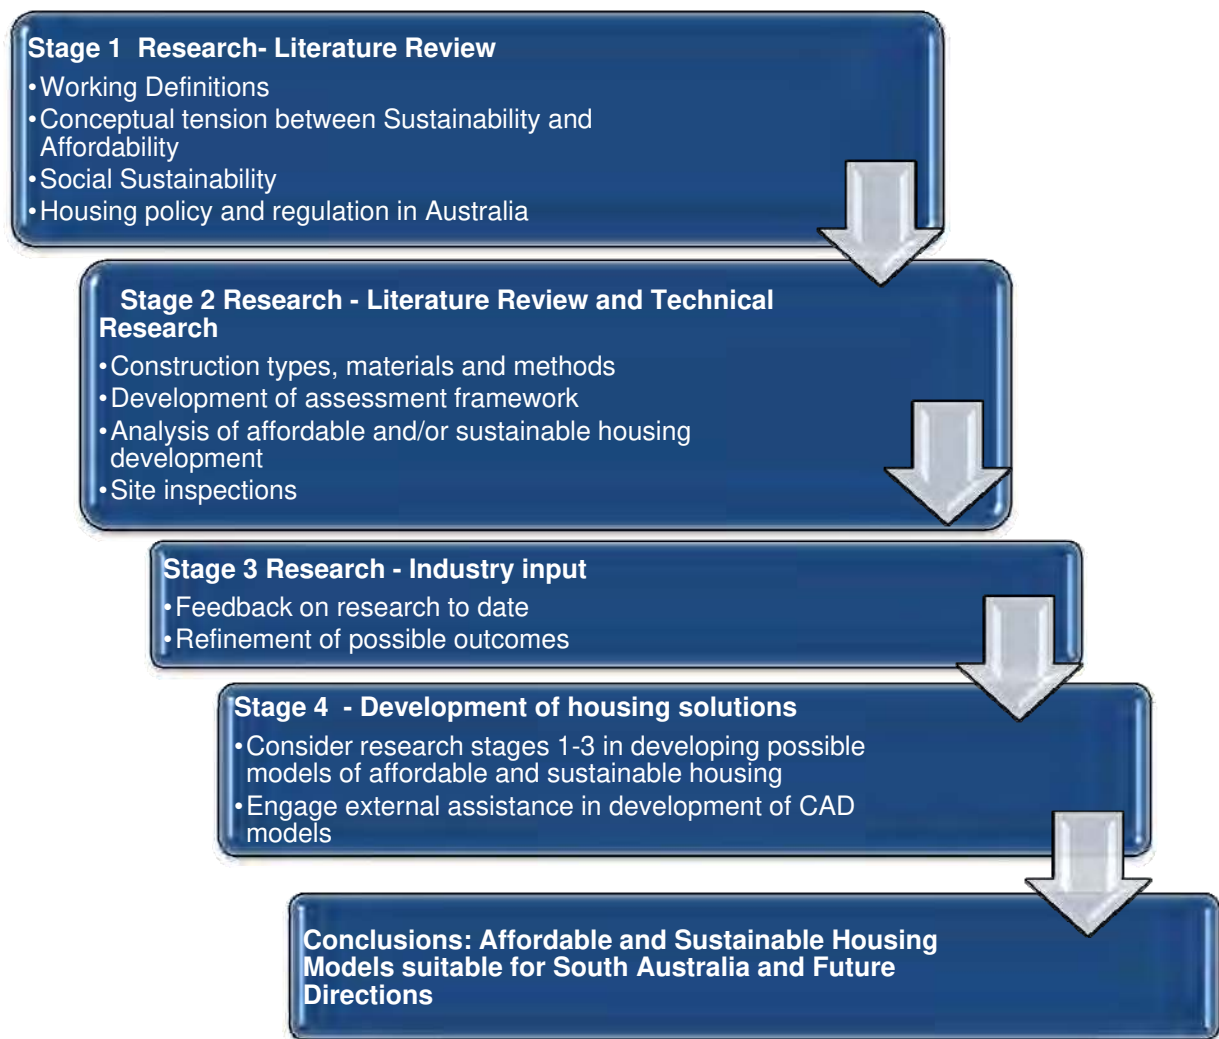 Stage 1  Research- Literature Review
•Working Definitions
•Conceptual tension between Sustainability and
Affordability
•Social Sustainability
•Housing policy and regulation in Australia
Stage 2 Research - Literature Review and Technical
Research
•Construction types, materials and methods
•Development of assessment framework
•Analysis of affordable and/or sustainable housing
development
•Site inspections
Stage 3 Research - Industry input
•Feedback on research to date
•Refinement of possible outcomes
Stage 4  - Development of housing solutions
•Consider research stages 1-3 in developing possible
models of affordable and sustainable housing
•Engage external assistance in development of CAD
models
Conclusions: Affordable and Sustainable Housing
Models suitable for South Australia and Future
Directions